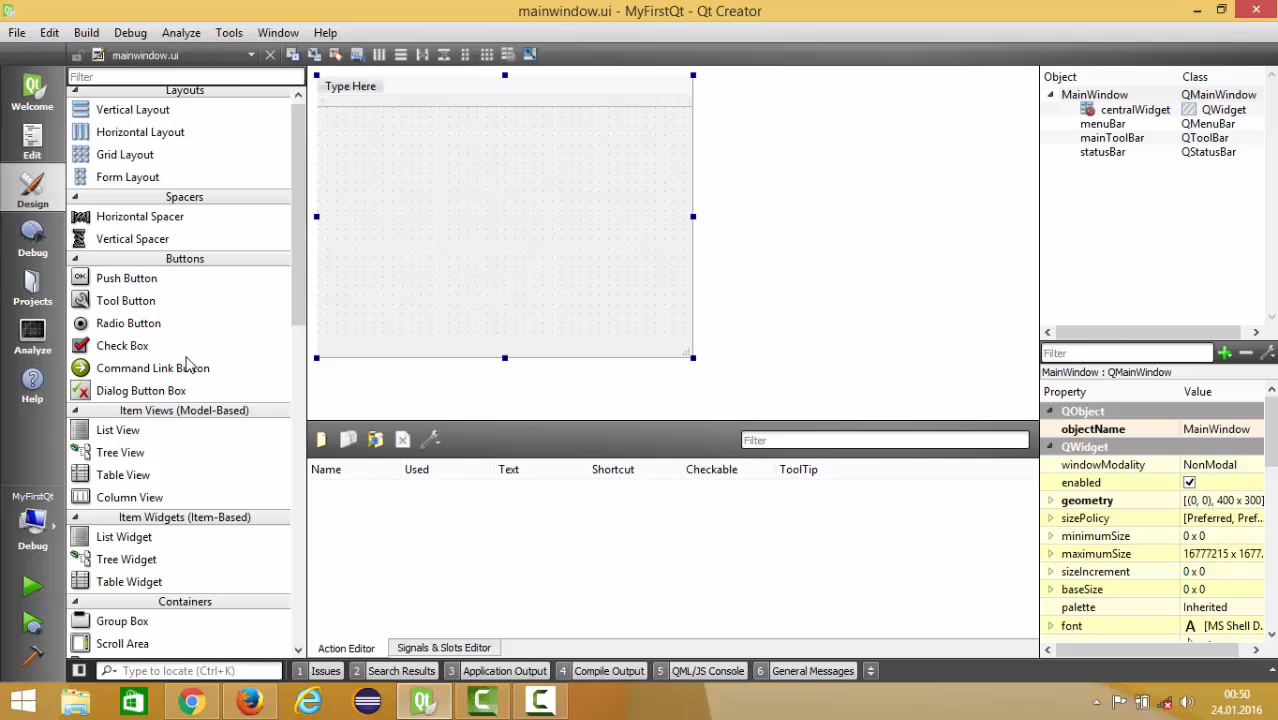 mainwindow.ui - MyFirstQt - Qt Creator
File Edit Build Debug Analyze Tools Window Help
mainwindow.ui
Welcome
Edit
Design
Debug
Projects
Analyze
Help
MyFirstQt
Debug
Filter
Layouts
Vertical Layout
Horizontal Layout
Grid Layout
Form Layout
Spacers
Horizontal Spacer
Vertical Spacer
Buttons
Push Button
Tool Button
Radio Button
Check Box
Command Link Button
Dialog Button Box
Item Views (Model-Based)
List View
Tree View
Table View
Column View
Item Widgets (Item-Based)
List Widget
Tree Widget
Table Widget
Containers
Group Box
Scroll Area
Type Here
Filter
Name Used Text Shortcut Checkable ToolTip
Action Editor Signals & Slots Editor
Object Class
MainWindow QMainWindow
centralWidget QWidget
menuBar QMenuBar
mainToolBar QToolBar
statusBar QStatusBar
Filter
MainWindow : QMainWindow
Property Value
QObject
objectName MainWindow
QWidget
windowModality NonModal
enabled
geometry [(0, 0), 400 x 300]
sizePolicy [Preferred, Pref...
minimumSize 0 x 0
maximumSize 16777215 x 1677...
sizeIncrement 0 x 0
baseSize 0 x 0
palette Inherited
font A [MS Shell D...
Type to locate (Ctrl+K) 1 Issues 2 Search Results 3 Application Output 4 Compile Output 5 QML/JS Console 6 General Messages
00:50
24.01.2016